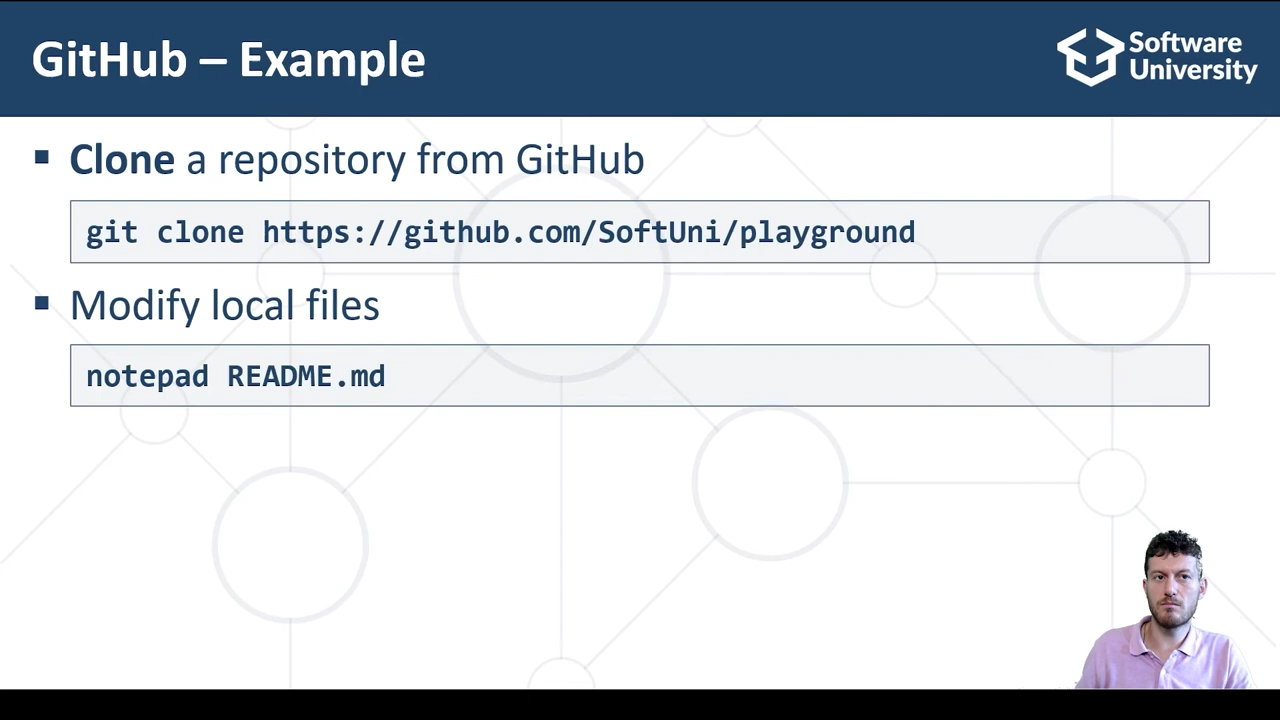 GitHub – Example
Software
University
▪ Clone a repository from GitHub
git clone https://github.com/SoftUni/playground
▪ Modify local files
notepad README.md